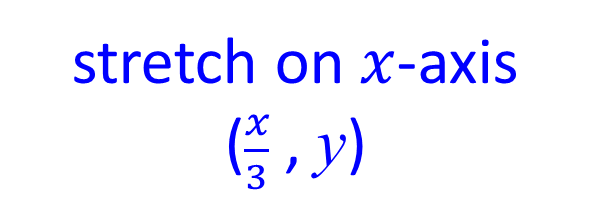 stretch on x-axis
(x/3 , y)